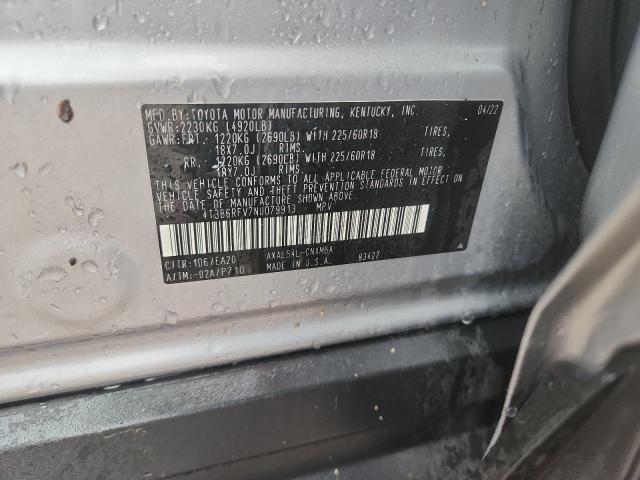 MFD.BY:TOYOTA MOTOR MANUFACTURING, KENTUCKY, INC. 04/22
GVWR:2230KG (4920LB)
GAWR:FRT. 1220KG (2690LB) WITH 225/60R18 TIRES,
18X7.0J RIMS.
RR. 1220KG (2690LB) WITH 225/60R18 TIRES,
18X7.0J RIMS.
THIS VEHICLE CONFORMS TO ALL APPLICABLE FEDERAL MOTOR
VEHICLE SAFETY AND THEFT PREVENTION STANDARDS IN EFFECT
ON THE DATE OF MANUFACTURE SHOWN ABOVE.
4T3B6RFV7NU079913 MPV
C/TR:1D6/EA20 AXAL54L-CNXMBA 83427
A/TM:-02A/P710 MADE IN U.S.A. A